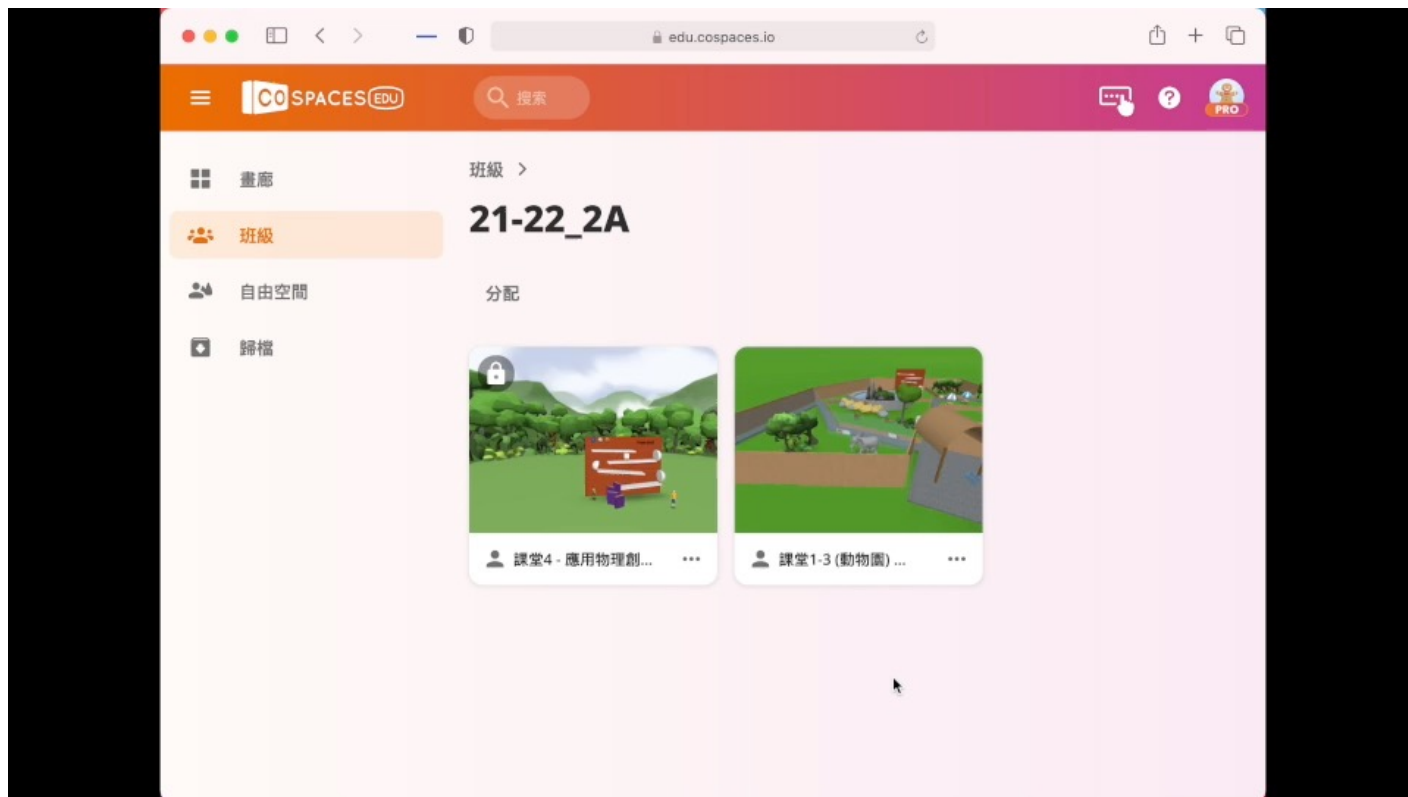 edu.cospaces.io
CO SPACES EDU
搜索
PRO
畫廊
班級
自由空間
歸檔
班級 >
21-22_2A
分配
課堂4 - 應用物理創...
課堂1-3 (動物園) ...